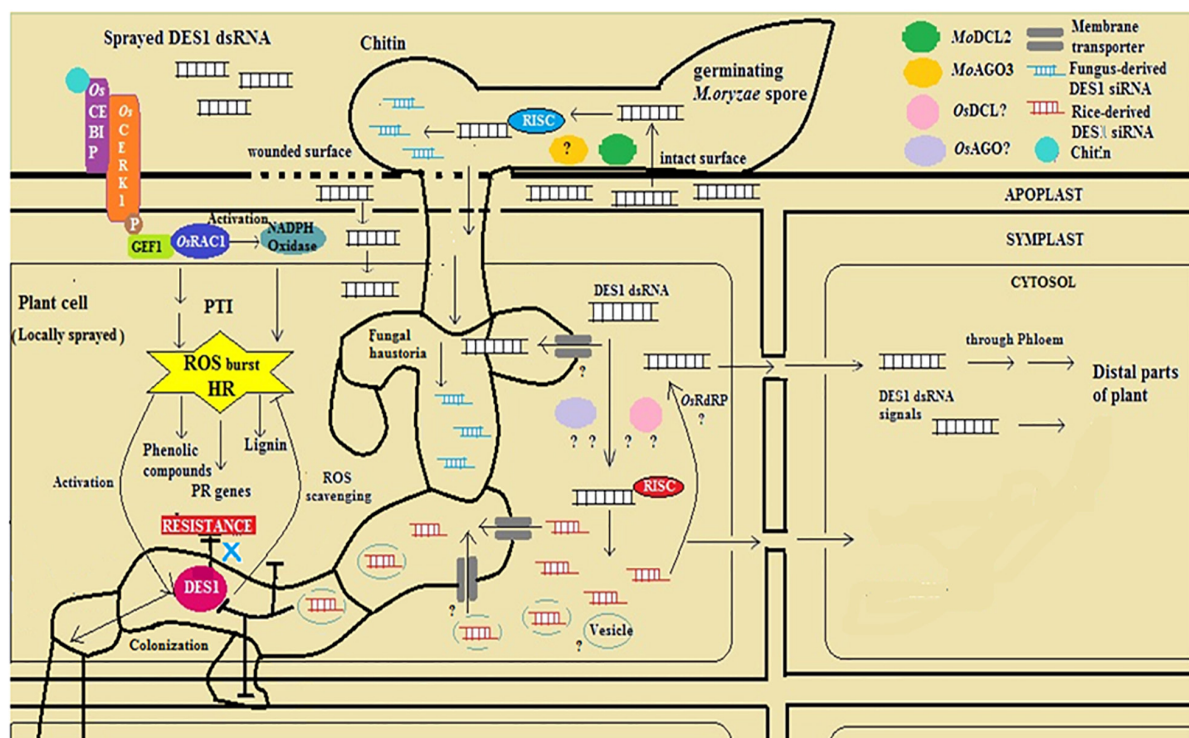 Sprayed DES1 dsRNA
Chitin
germinating
M.oryzae spore
MoDCL2
MoAGO3
OsDCL?
OsAGO?
Membrane
transporter
Fungus-derived
DES1 siRNA
Rice-derived
DES1 siRNA
Chitin
Os
CE
BI
P
Os
C
E
R
K
1
P
RISC
?
wounded surface
intact surface
APOPLAST
Activation
GEF1
OsRAC1
NADPH
Oxidase
SYMPLAST
CYTOSOL
Plant cell
(Locally sprayed)
PTI
ROS burst
HR
Fungal
haustoria
DES1 dsRNA
?
OsRdRP
?
through Phloem
DES1 dsRNA
signals
Distal parts
of plant
? ? ? ?
Phenolic
compounds
Lignin
PR genes
Activation
ROS
scavenging
RISC
RESISTANCE
X
DES1
Colonization
?
?
Vesicle